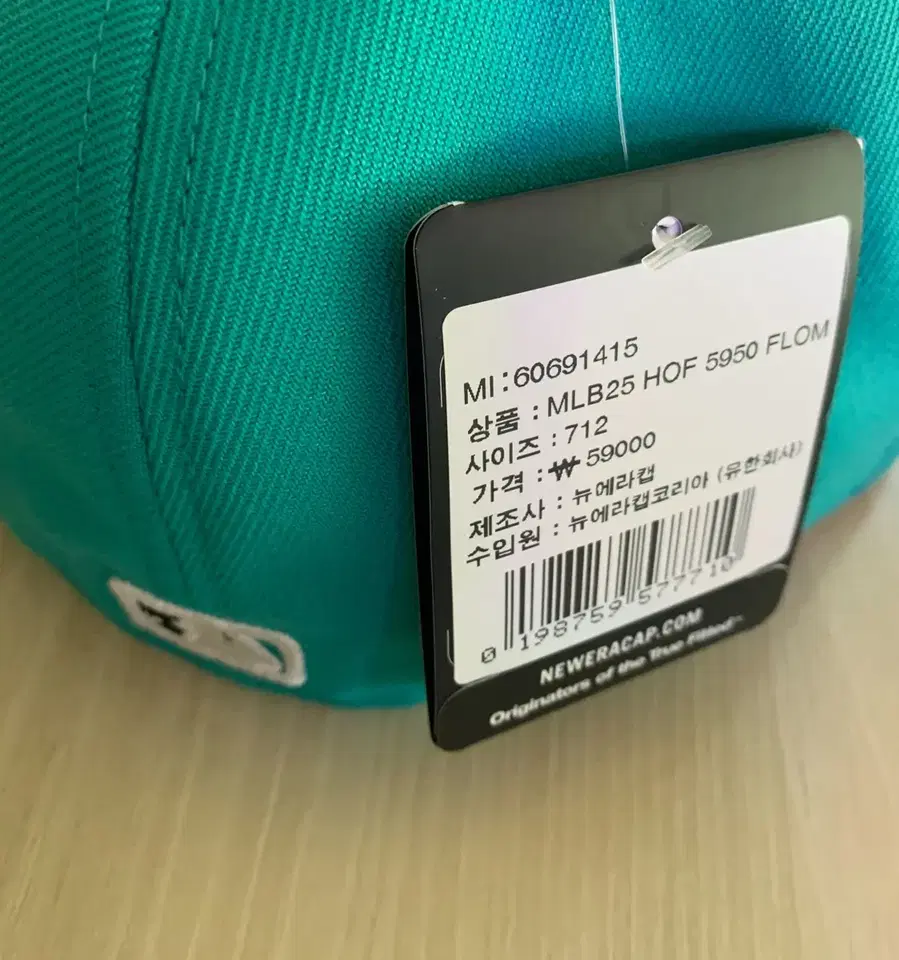 MI:60691415
상품 : MLB25 HOF 5950 FLOM
사이즈 : 712
가격 : ₩ 59000
제조사 : 뉴에라캡
수입원 : 뉴에라캡코리아 (유한회사)
0 198759 577710
NEWERACAP.COM
Originators of the True Fitted™